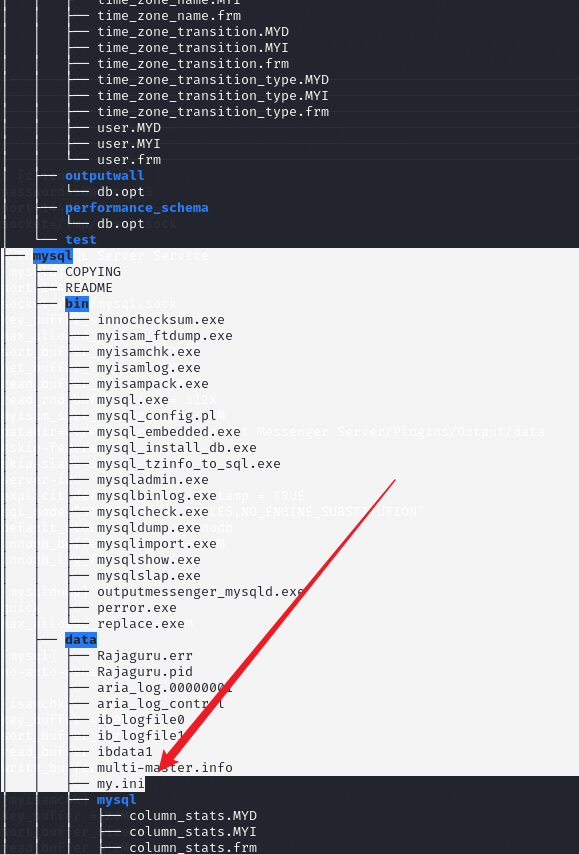 time_zone_name.MYI
├── time_zone_name.frm
├── time_zone_transition.MYD
├── time_zone_transition.MYI
├── time_zone_transition.frm
├── time_zone_transition_type.MYD
├── time_zone_transition_type.MYI
├── time_zone_transition_type.frm
├── user.MYD
├── user.MYI
└── user.frm
├── outputwall
└── db.opt
├── performance_schema
└── db.opt
└── test
├── mysql
├── COPYING
├── README
├── bin
├── innochecksum.exe
├── myisam_ftdump.exe
├── myisamchk.exe
├── myisamlog.exe
├── myisampack.exe
├── mysql.exe
├── mysql_config.pl
├── mysql_embedded.exe
├── mysql_install_db.exe
├── mysql_tzinfo_to_sql.exe
├── mysqladmin.exe
├── mysqlbinlog.exe
├── mysqlcheck.exe
├── mysqldump.exe
├── mysqlimport.exe
├── mysqlshow.exe
├── mysqlslap.exe
├── outputmessenger_mysqld.exe
├── perror.exe
└── replace.exe
├── data
├── Rajaguru.err
├── Rajaguru.pid
├── aria_log.00000001
├── aria_log_control
├── ib_logfile0
├── ib_logfile1
├── ibdata1
├── multi-master.info
├── my.ini
├── mysql
├── column_stats.MYD
├── column_stats.MYI
├── column_stats.frm